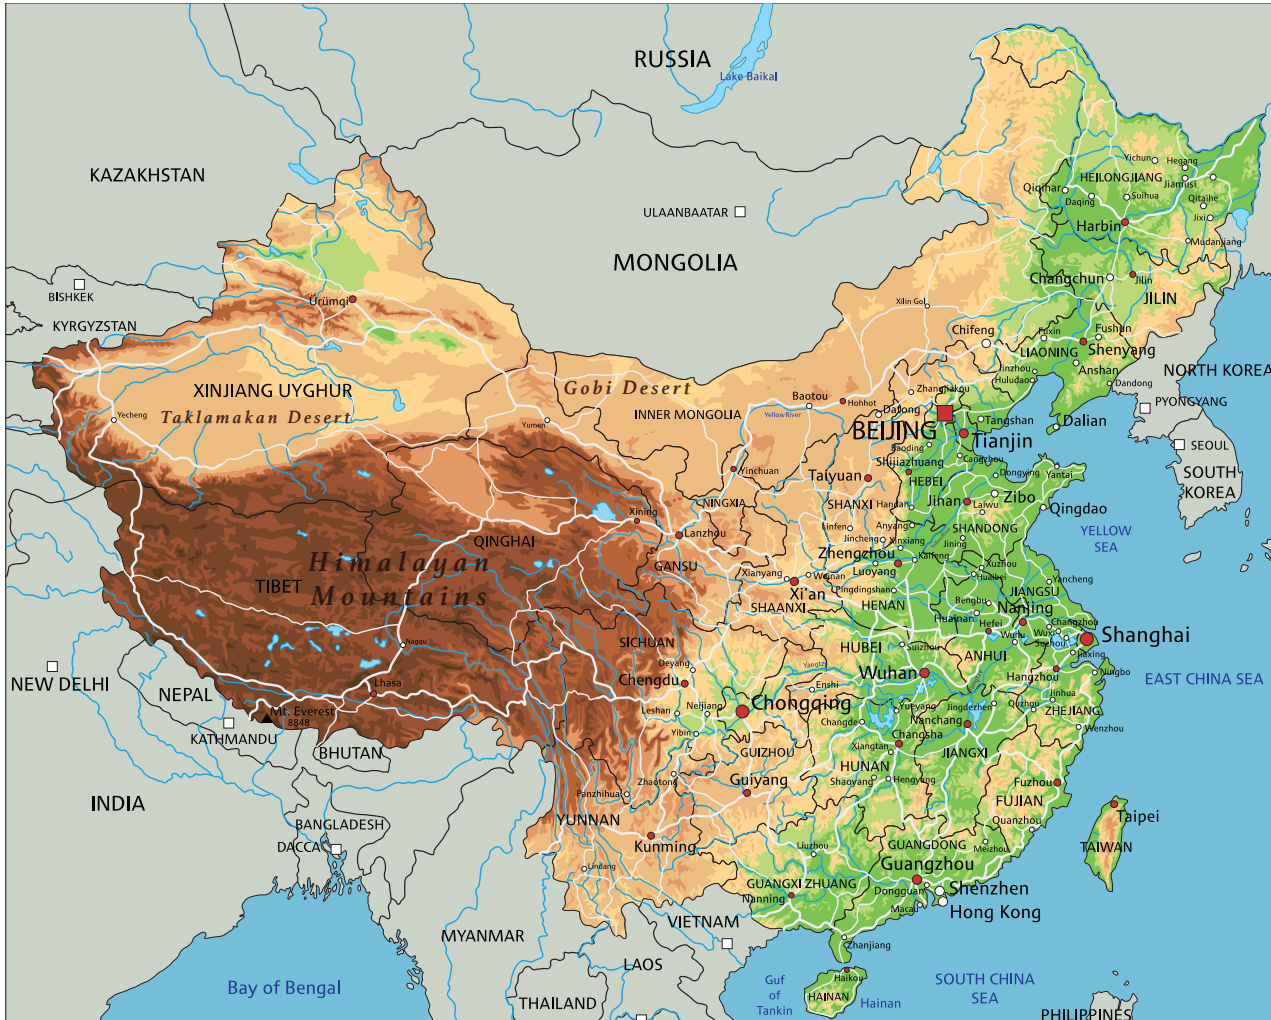 RUSSIA
Lake Baikal
KAZAKHSTAN
ULAANBAATAR
MONGOLIA
BISHKEK
KYRGYZSTAN
Ürümqi
Yichun
Hegang
HEILONGJIANG
Jiamusi
Qiqihar
Daqing
Suihua
Qitaihe
Jixi
Harbin
Mudanjiang
Changchun
Jilin
JILIN
Xilin Gol
Chifeng
Fuxin
Fushun
LIAONING
Shenyang
Jinzhou
Anshan
Huludao
Dandong
NORTH KOREA
PYONGYANG
SEOUL
SOUTH
KOREA
XINJIANG UYGHUR
Taklamakan Desert
Yecheng
Gobi Desert
Yumen
INNER MONGOLIA
Yellow River
Baotou
Hohhot
Zhangjiakou
Datong
BEIJING
Tangshan
Tianjin
Dalian
Baoding
Cangzhou
Shijiazhuang
HEBEI
Dongying
Yantai
Yinchuan
Taiyuan
NINGXIA
SHANXI
Handan
Jinan
Laiwu
Zibo
Qingdao
YELLOW
SEA
Xining
Lanzhou
QINGHAI
GANSU
Linfen
Anyang
SHANDONG
Jincheng
Xinxiang
Jining
Zhengzhou
Kaifeng
Luoyang
Xuzhou
Huaibei
Himalayan
Mountains
TIBET
Xianyang
Weinan
Xi'an
SHAANXI
Pingdingshan
HENAN
Yancheng
JIANGSU
Bengbu
Nanjing
Huainan
Hefei
Changzhou
Wuxi
Wuhu
Suzhou
Shanghai
Jiaxing
Naqqu
SICHUAN
HUBEI
Suizhou
ANHUI
Yangtze
Deyang
Chengdu
Enshi
Wuhan
Hangzhou
Ningbo
EAST CHINA SEA
NEW DELHI
NEPAL
Lhasa
Mt. Everest
8848
KATHMANDU
BHUTAN
Leshan
Neijiang
Chongqing
Yibin
Changde
Yueyang
Jingdezhen
Quzhou
Jinhua
ZHEJIANG
Wenzhou
Nanchang
Changsha
Xiangtan
JIANGXI
GUIZHOU
HUNAN
Zhaotong
Guiyang
Shaoyang
Hengyang
Fuzhou
FUJIAN
Panzhihua
YUNNAN
Kunming
Lindang
INDIA
BANGLADESH
DACCA
Quanzhou
Taipei
TAIWAN
Liuzhou
GUANGDONG
Meizhou
Guangzhou
GUANGXI ZHUANG
Nanning
Dongguan
Shenzhen
Macau
Hong Kong
MYANMAR
VIETNAM
Zhanjiang
LAOS
Haikou
HAINAN
Hainan
Guf
of
Tankin
SOUTH CHINA
SEA
Bay of Bengal
THAILAND
PHILIPPINES